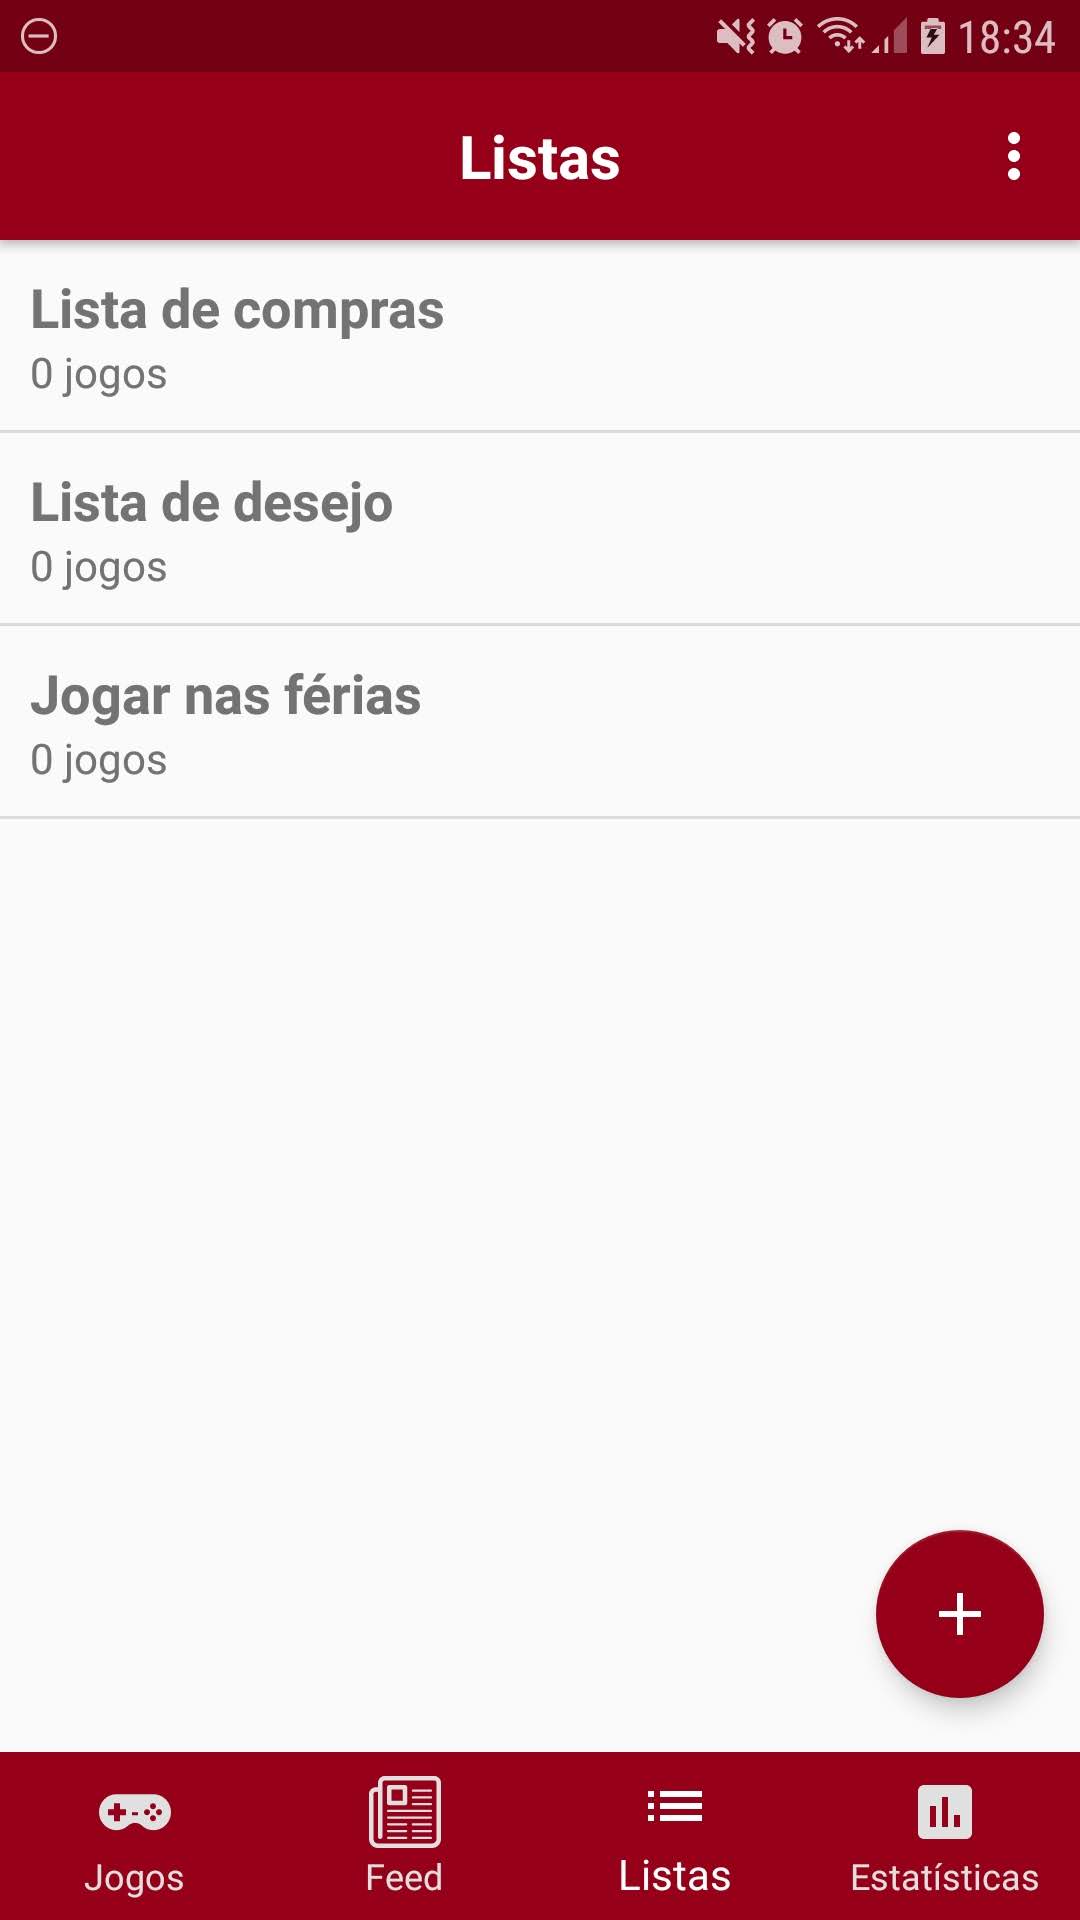 18:34
Listas
Lista de compras
0 jogos
Lista de desejo
0 jogos
Jogar nas férias
0 jogos
Jogos
Feed
Listas
Estatísticas